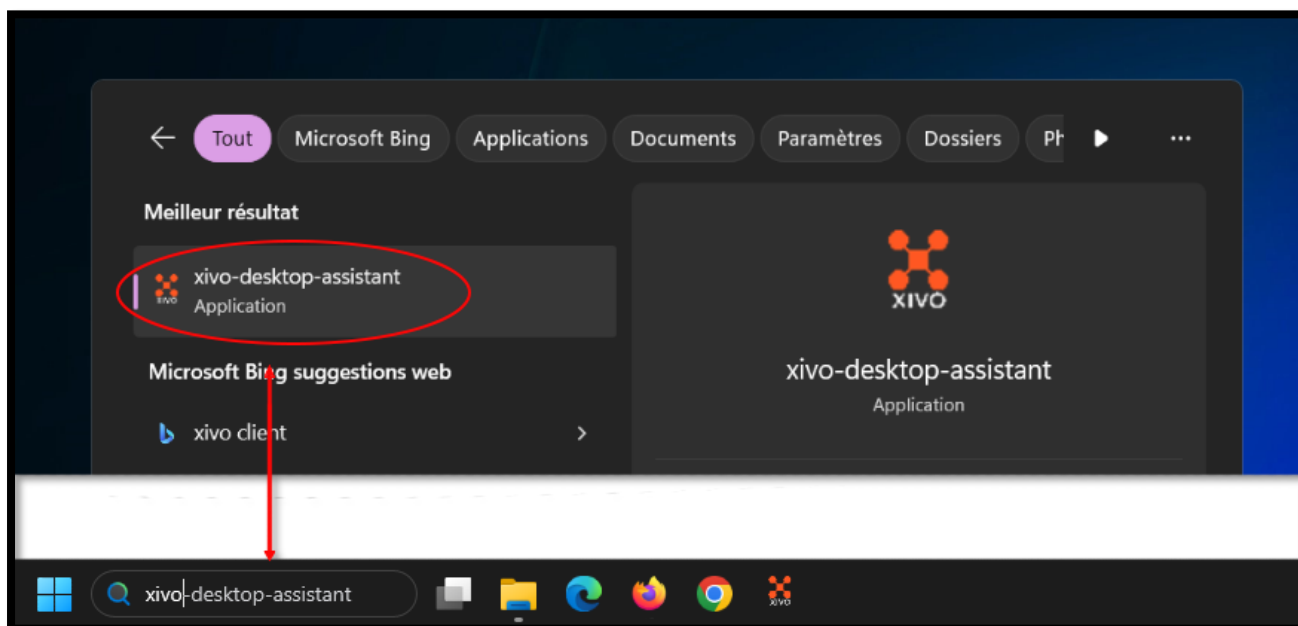 Tout Microsoft Bing Applications Documents Paramètres Dossiers Ph
Meilleur résultat
xivo-desktop-assistant
Application
XIVO
xivo-desktop-assistant
Application
Microsoft Bing suggestions web
xivo client
xivo-desktop-assistant
XIVO